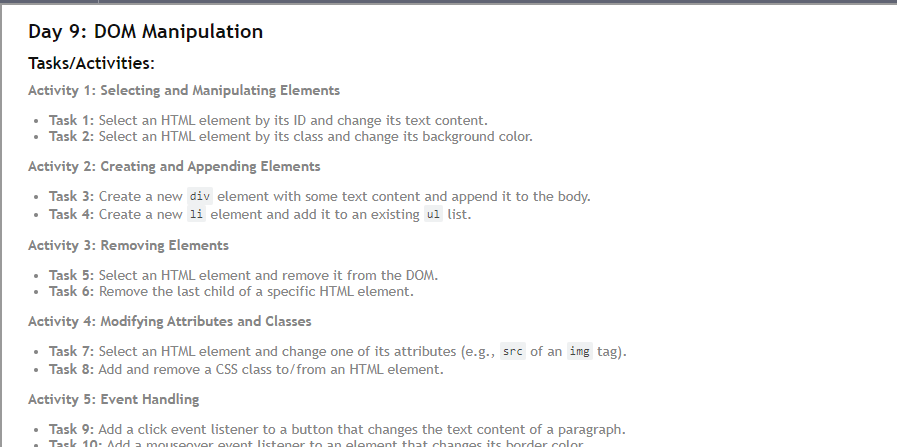 Day 9: DOM Manipulation
Tasks/Activities:
Activity 1: Selecting and Manipulating Elements
• Task 1: Select an HTML element by its ID and change its text content.
• Task 2: Select an HTML element by its class and change its background color.
Activity 2: Creating and Appending Elements
• Task 3: Create a new div element with some text content and append it to the body.
• Task 4: Create a new li element and add it to an existing ul list.
Activity 3: Removing Elements
• Task 5: Select an HTML element and remove it from the DOM.
• Task 6: Remove the last child of a specific HTML element.
Activity 4: Modifying Attributes and Classes
• Task 7: Select an HTML element and change one of its attributes (e.g., src of an img tag).
• Task 8: Add and remove a CSS class to/from an HTML element.
Activity 5: Event Handling
• Task 9: Add a click event listener to a button that changes the text content of a paragraph.
• Task 10: Add a mouseover event listener to an element that changes its border color.